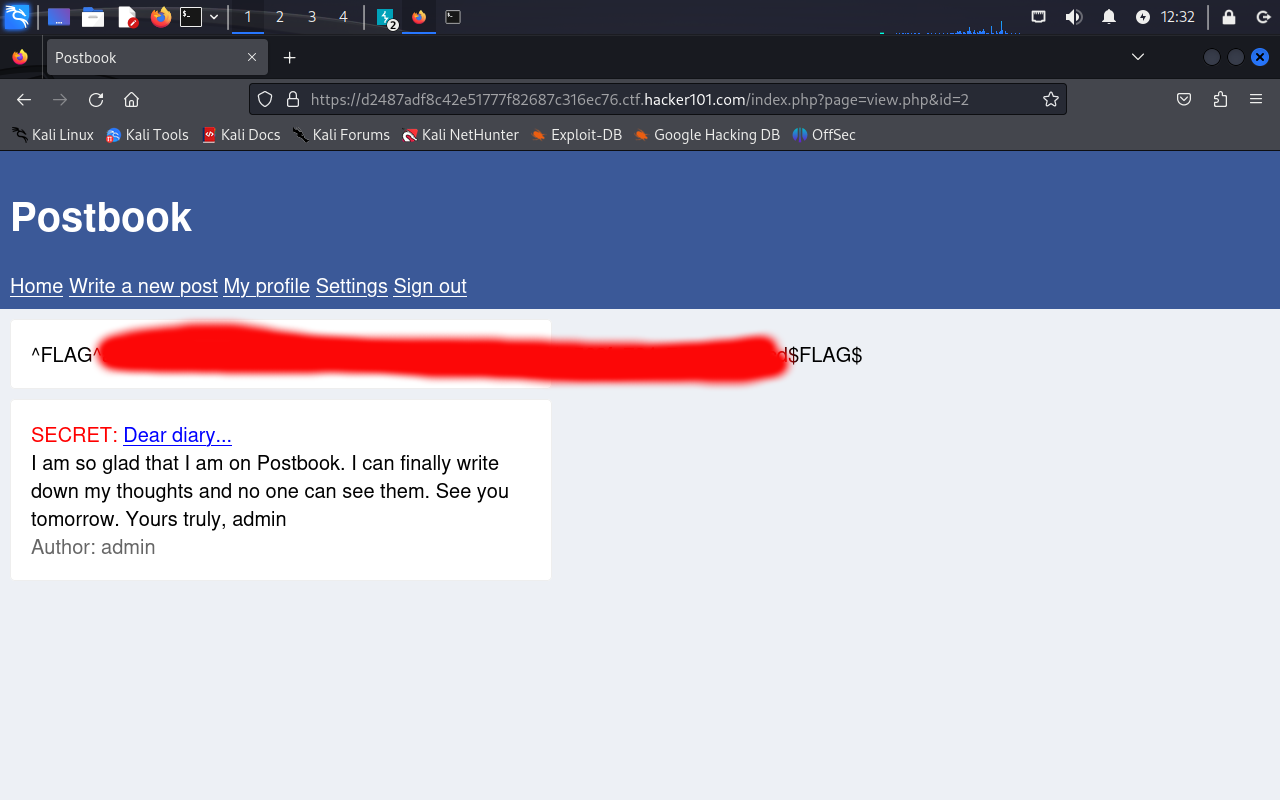 1 2 3 4 2 12:32
Postbook
https://d2487adf8c42e51777f82687c316ec76.ctf.hacker101.com/index.php?page=view.php&id=2
Kali Linux Kali Tools Kali Docs Kali Forums Kali NetHunter Exploit-DB Google Hacking DB OffSec
Postbook
Home Write a new post My profile Settings Sign out
^FLAG^ d$FLAG$
SECRET: Dear diary...
I am so glad that I am on Postbook. I can finally write
down my thoughts and no one can see them. See you
tomorrow. Yours truly, admin
Author: admin